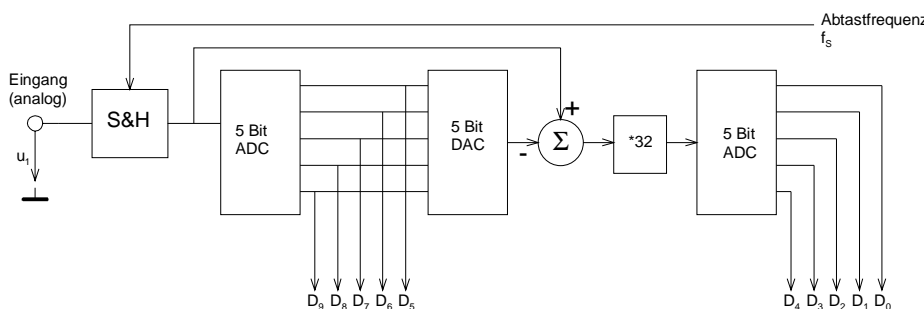 Abtastfrequenz
fS
Eingang
(analog)
S&H
u1
5 Bit
ADC
5 Bit
DAC
+
-
Σ
*32
5 Bit
ADC
D9 D8 D7 D6 D5
D4 D3 D2 D1 D0